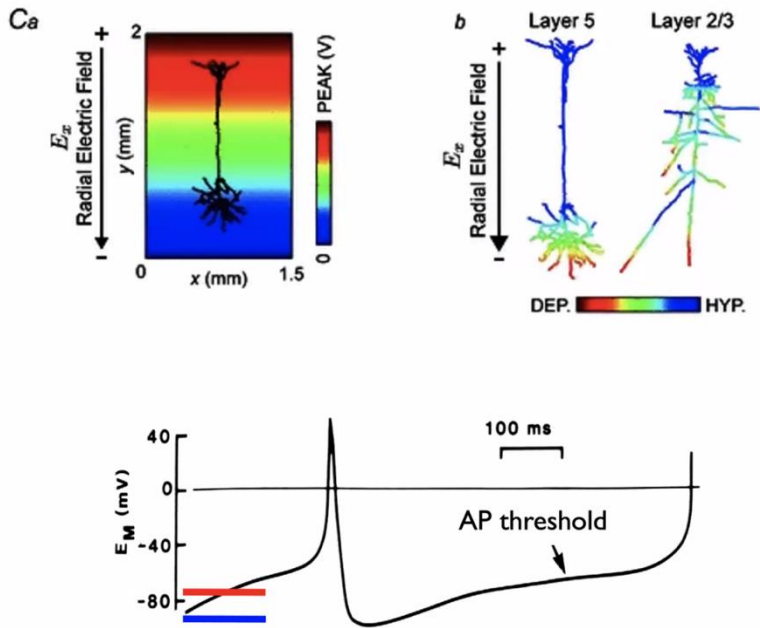 Ca
+
Ex
Radial Electric Field
-
2
y (mm)
0
x (mm)
1.5
PEAK (V)
0
b
Layer 5
Layer 2/3
+
Ex
Radial Electric Field
-
DEP.
HYP.
40
0
-40
-80
EM (mV)
100 ms
AP threshold